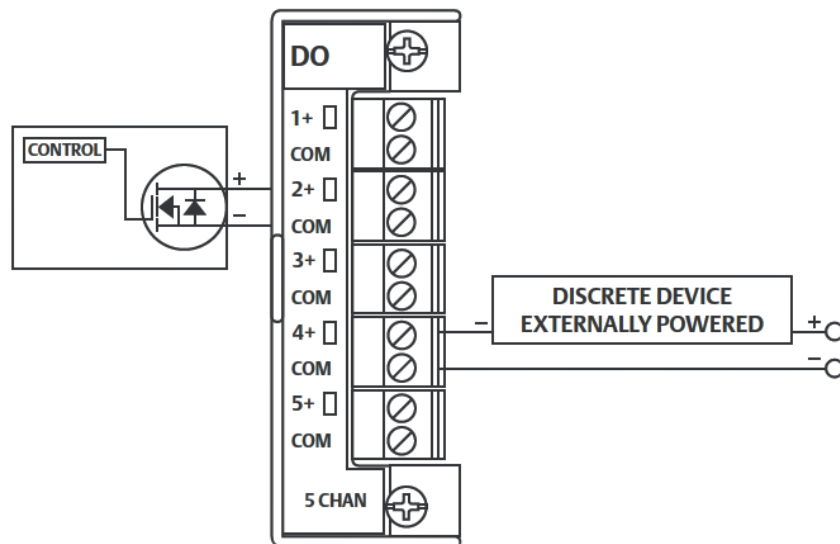 DO
1+
COM
2+
COM
3+
COM
4+
COM
5+
COM
5 CHAN
CONTROL
+
−
DISCRETE DEVICE
EXTERNALLY POWERED
−
+
−